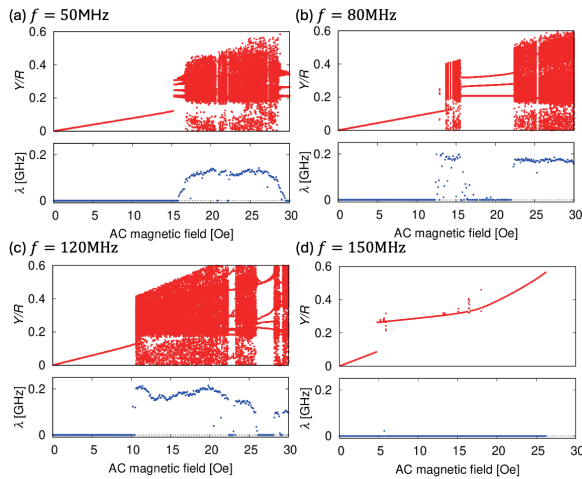 (a) f = 50MHz
(b) f = 80MHz
0.6
0.4
0.2
0
Y/R
0.6
0.4
0.2
0
Y/R
0.2
0
λ [GHz]
0.2
0
λ [GHz]
0 5 10 15 20 25 30
0 5 10 15 20 25 30
AC magnetic field [Oe]
AC magnetic field [Oe]
(c) f = 120MHz
(d) f = 150MHz
0.6
0.4
0.2
0
Y/R
0.6
0.4
0.2
0
Y/R
0.2
0
λ [GHz]
0.2
0
λ [GHz]
0 5 10 15 20 25 30
0 5 10 15 20 25 30
AC magnetic field [Oe]
AC magnetic field [Oe]